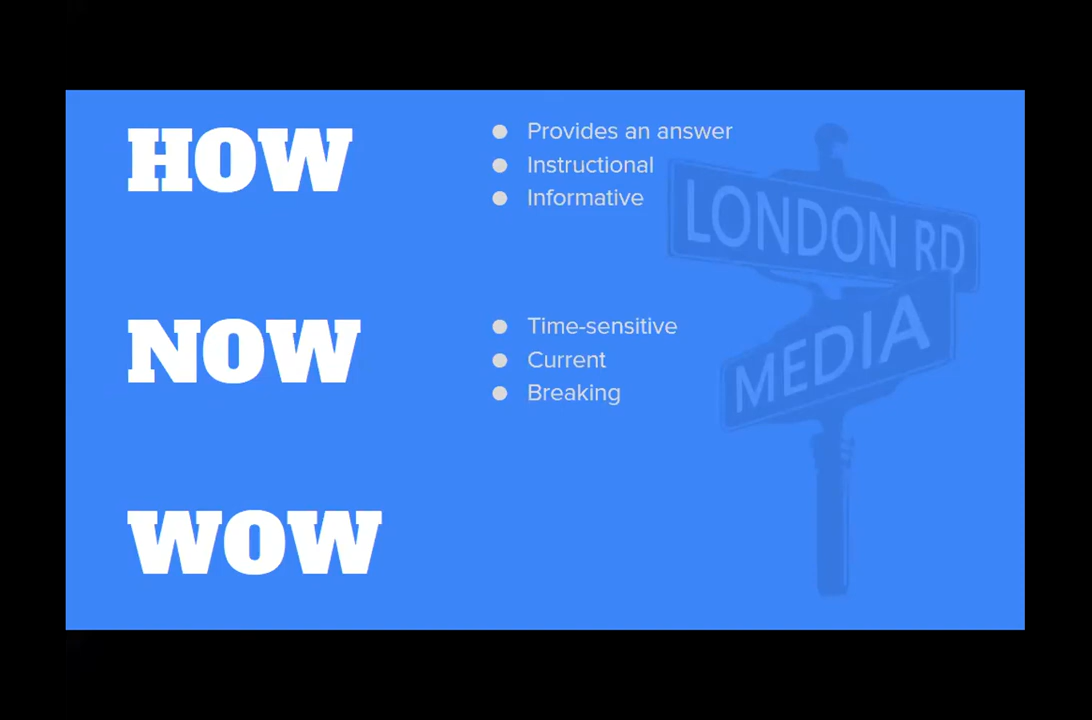 HOW
Provides an answer
Instructional
Informative
LONDON RD
MEDIA
NOW
Time-sensitive
Current
Breaking
WOW